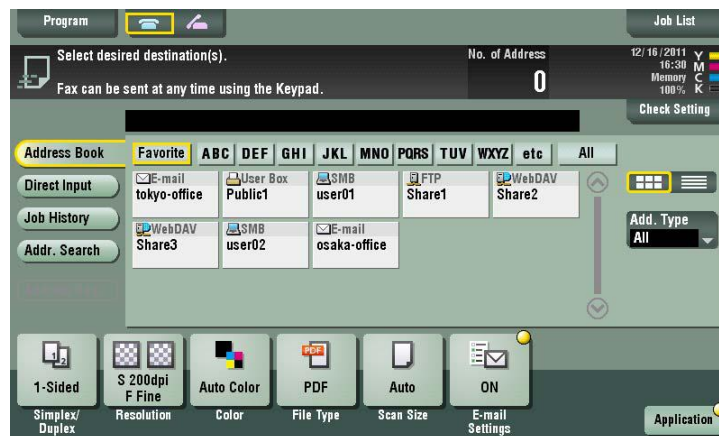 Program
Job List
Select desired destination(s).
No. of Address
12/16/2011
16:30
Memory
100%
Y
M
C
K
Fax can be sent at any time using the Keypad.
0
Check Setting
Address Book
Favorite ABC DEF GHI JKL MNO PQRS TUV WXYZ etc All
Direct Input
Job History
Addr. Search
E-mail
tokyo-office
User Box
Public1
SMB
user01
FTP
Share1
WebDAV
Share2
WebDAV
Share3
SMB
user02
E-mail
osaka-office
Add. Type
All
1
2
1-Sided
Simplex/
Duplex
S 200dpi
F Fine
Resolution
Auto Color
Color
PDF
PDF
File Type
Auto
Scan Size
ON
E-mail
Settings
Application